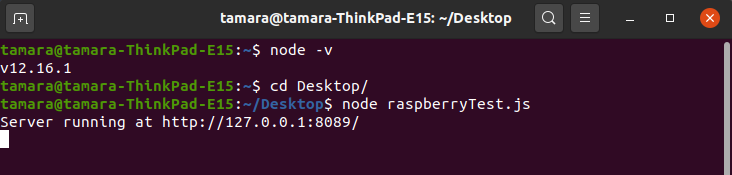 tamara@tamara-ThinkPad-E15: ~/Desktop
tamara@tamara-ThinkPad-E15:~$ node -v
v12.16.1
tamara@tamara-ThinkPad-E15:~$ cd Desktop/
tamara@tamara-ThinkPad-E15:~/Desktop$ node raspberryTest.js
Server running at http://127.0.0.1:8089/